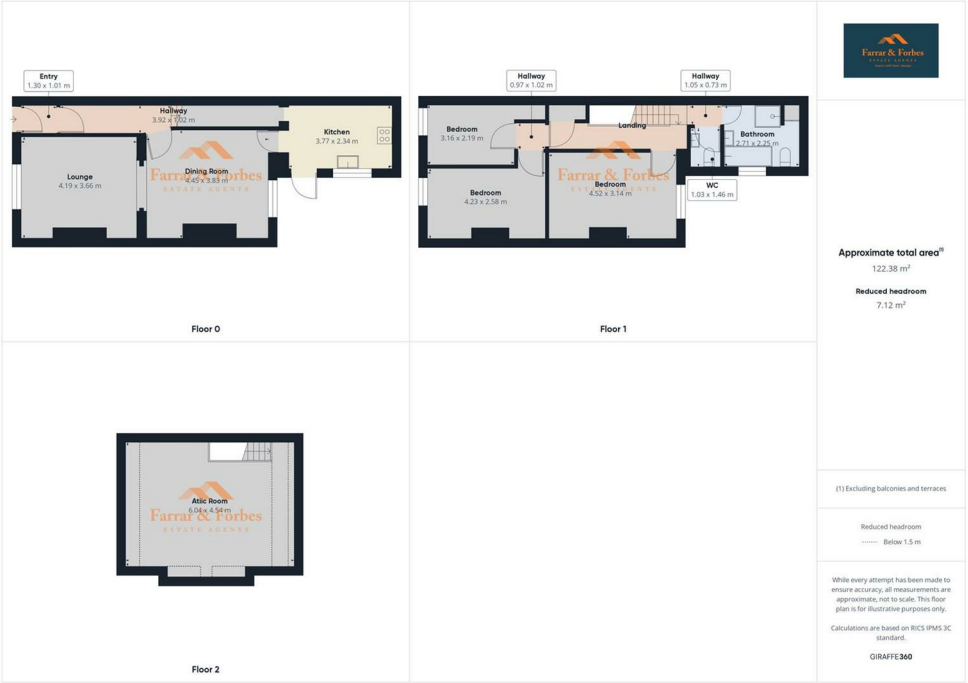 Entry
1.30 x 1.01 m
Hallway
3.92 x 1.02 m
Kitchen
3.77 x 2.34 m
Lounge
4.19 x 3.66 m
Dining Room
4.45 x 3.83 m
Farrar & Forbes
ESTATE AGENTS
Floor 0
Hallway
0.97 x 1.02 m
Hallway
1.05 x 0.73 m
Bedroom
3.16 x 2.19 m
Landing
Bathroom
2.71 x 2.25 m
Farrar & Forbes
ESTATE AGENTS
Bedroom
4.23 x 2.58 m
Bedroom
4.52 x 3.14 m
WC
1.03 x 1.46 m
Floor 1
Atiic Room
6.04 x 4.54 m
Farrar & Forbes
ESTATE AGENTS
Floor 2
Farrar & Forbes
ESTATE AGENTS
Approximate total area(1)
122.38 m²
Reduced headroom
7.12 m²
(1) Excluding balconies and terraces
Reduced headroom
Below 1.5 m
While every attempt has been made to
ensure accuracy, all measurements are
approximate, not to scale. This floor
plan is for illustrative purposes only.
Calculations are based on RICS IPMS 3C
standard.
GIRAFFE360